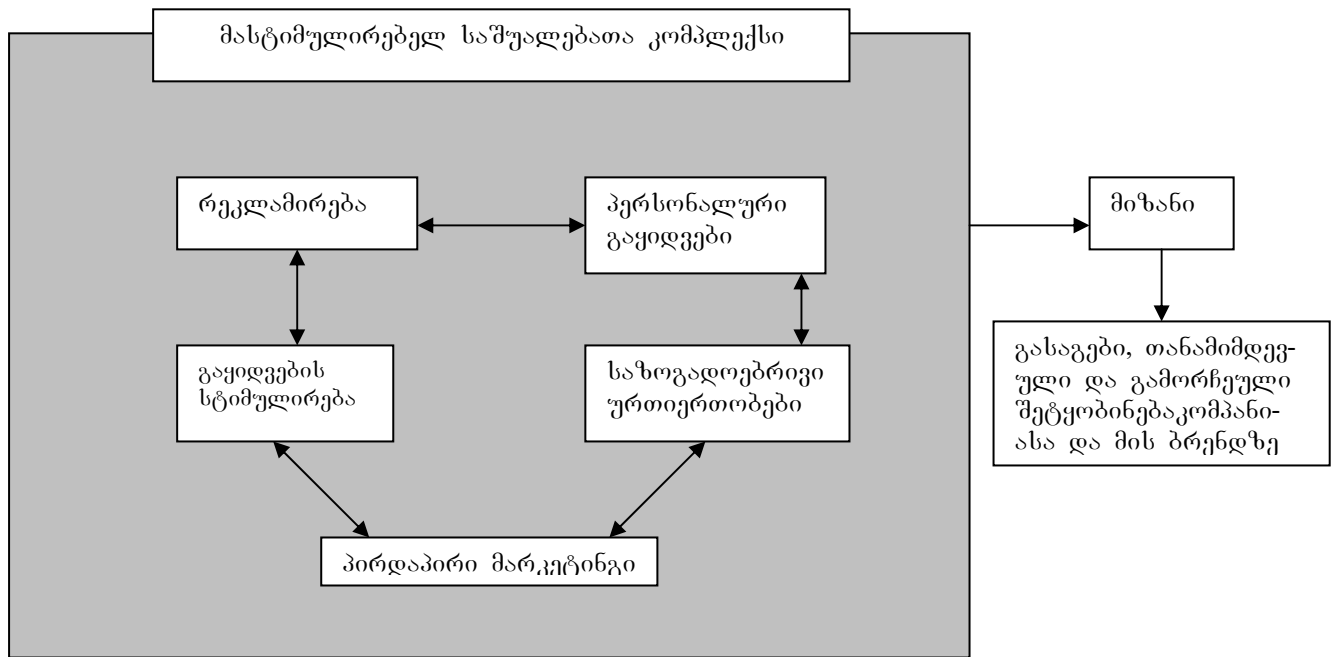 მასტიმულირებელ საშუალებათა კომპლექსი
რეკლამირება
პერსონალური
გაყიდვები
მიზანი
გაყიდვების
სტიმულირება
საზოგადოებრივი
ურთიერთობები
გასაგები, თანამიმდევ-
ული და გამორჩეული
შეტყობინებაკომპანი-
ასა და მის ბრენდზე
პირდაპირი მარკეტინგი